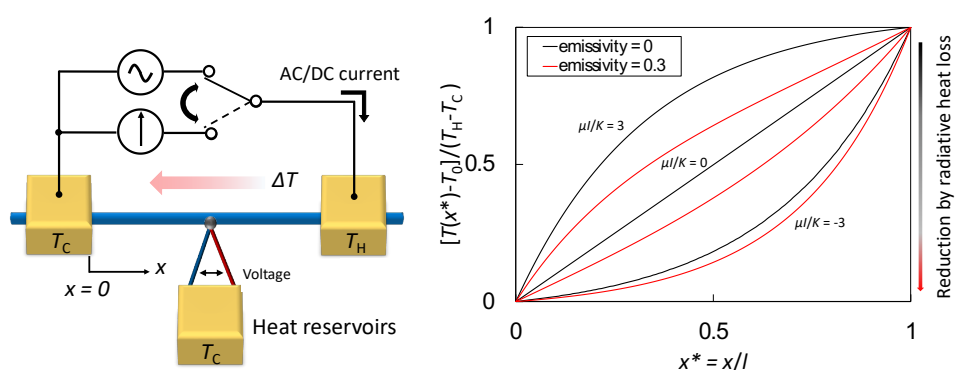 AC/DC current
ΔT
T_C
T_H
x
x = 0
Voltage
Heat reservoirs
T_C
1
emissivity = 0
emissivity = 0.3
μI/K = 3
μI/K = 0
μI/K = -3
0.5
0
0
0.5
1
x* = x/l
[T(x*)-T_0]/(T_H-T_C)
Reduction by radiative heat loss